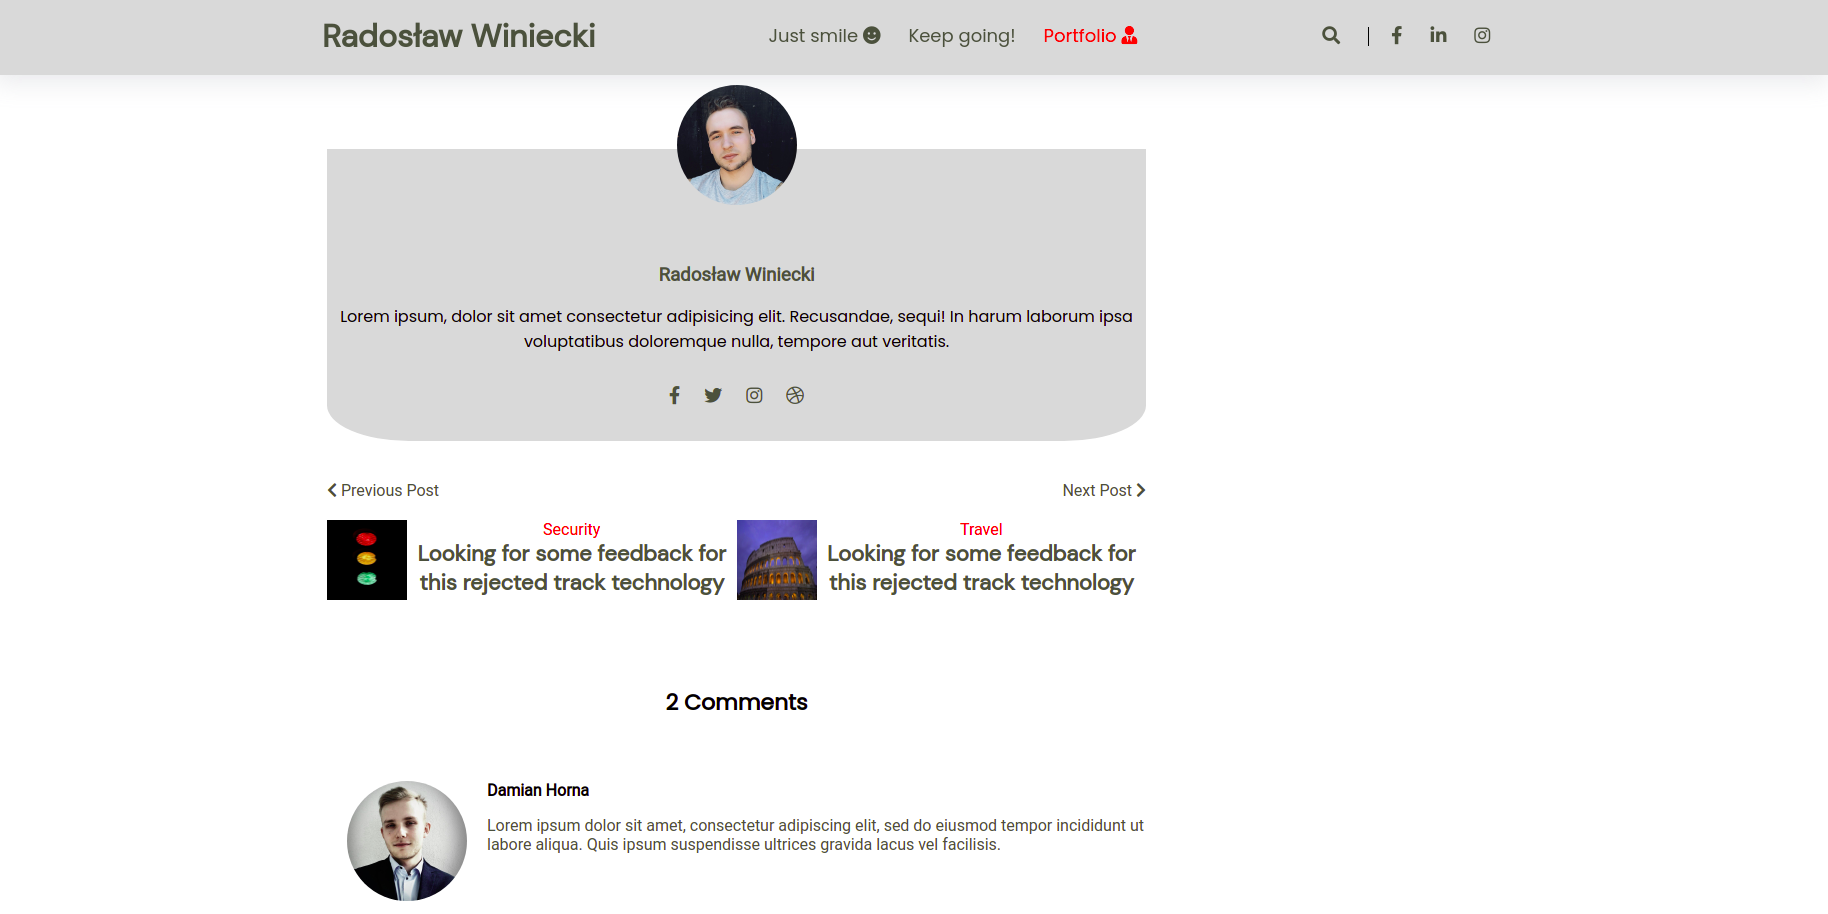 Radosław Winiecki
Just smile
Keep going!
Portfolio
Radosław Winiecki
Lorem ipsum, dolor sit amet consectetur adipisicing elit. Recusandae, sequi! In harum laborum ipsa
voluptatibus doloremque nulla, tempore aut veritatis.
Previous Post
Next Post
Security
Looking for some feedback for
this rejected track technology
Travel
Looking for some feedback for
this rejected track technology
2 Comments
Damian Horna
Lorem ipsum dolor sit amet, consectetur adipiscing elit, sed do eiusmod tempor incididunt ut
labore aliqua. Quis ipsum suspendisse ultrices gravida lacus vel facilisis.